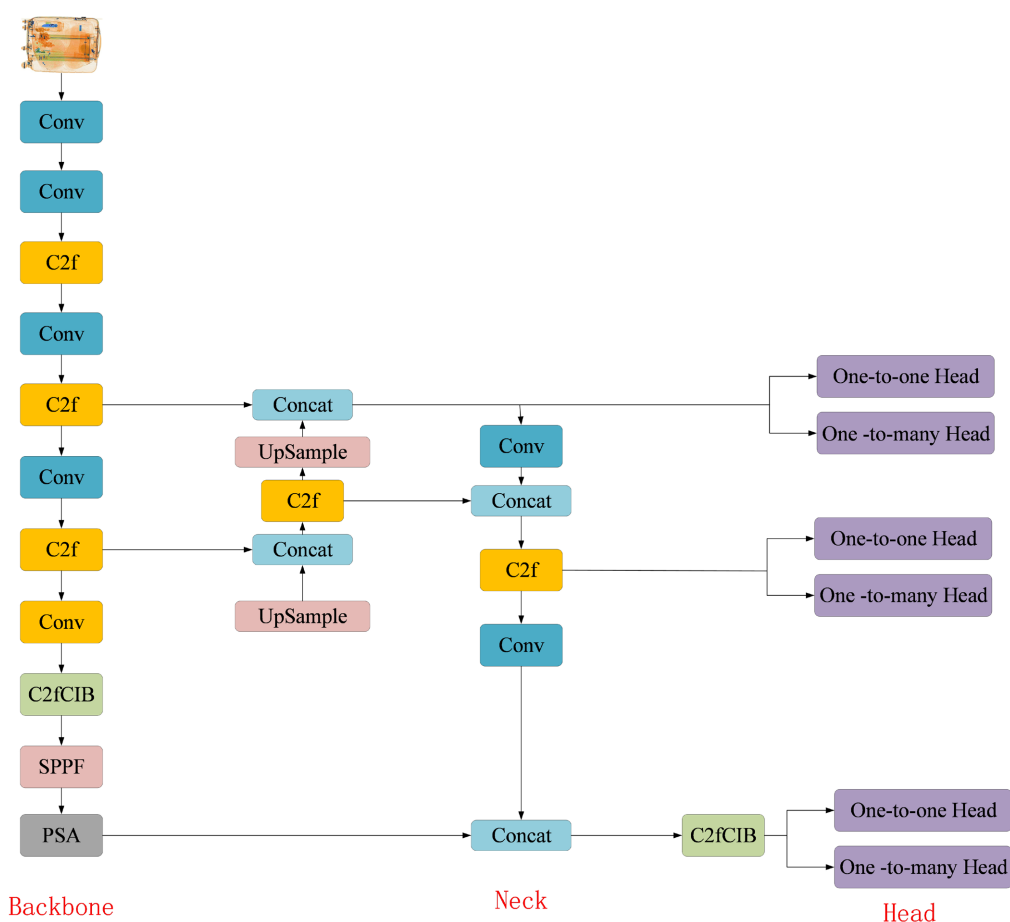 Conv
Conv
C2f
Conv
C2f
Conv
C2f
Conv
C2fCIB
SPPF
PSA
Concat
UpSample
C2f
Concat
UpSample
Conv
Concat
C2f
Conv
Concat
C2fCIB
One-to-one Head
One -to-many Head
One-to-one Head
One -to-many Head
One-to-one Head
One -to-many Head
Backbone
Neck
Head